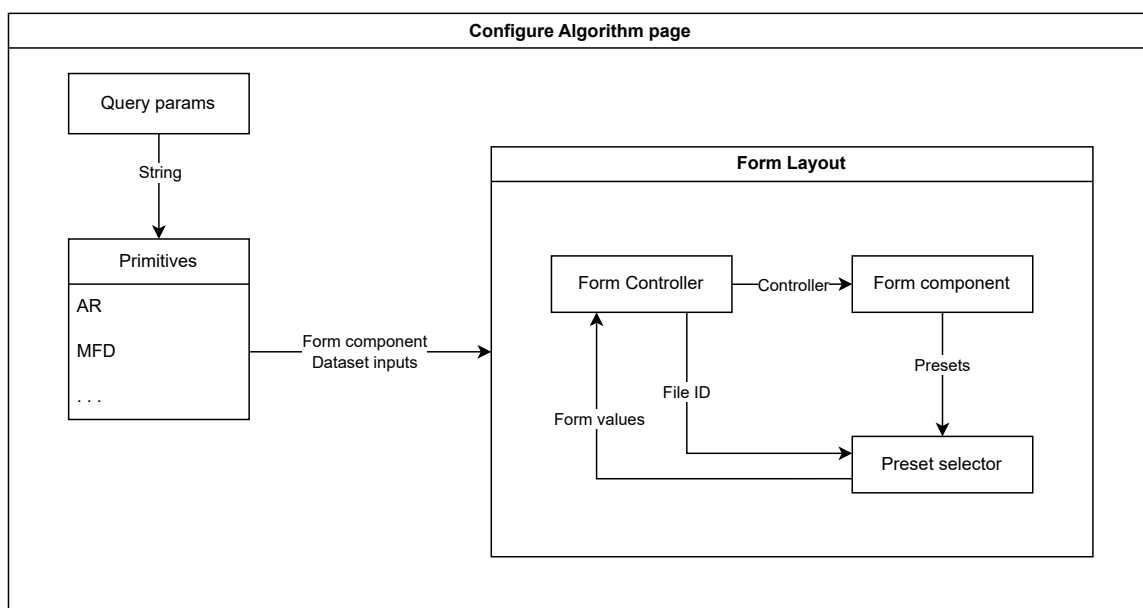 Configure Algorithm page
Query params
String
Primitives
AR
MFD
. . .
Form component
Dataset inputs
Form Layout
Form Controller
Controller
Form component
Presets
File ID
Form values
Preset selector